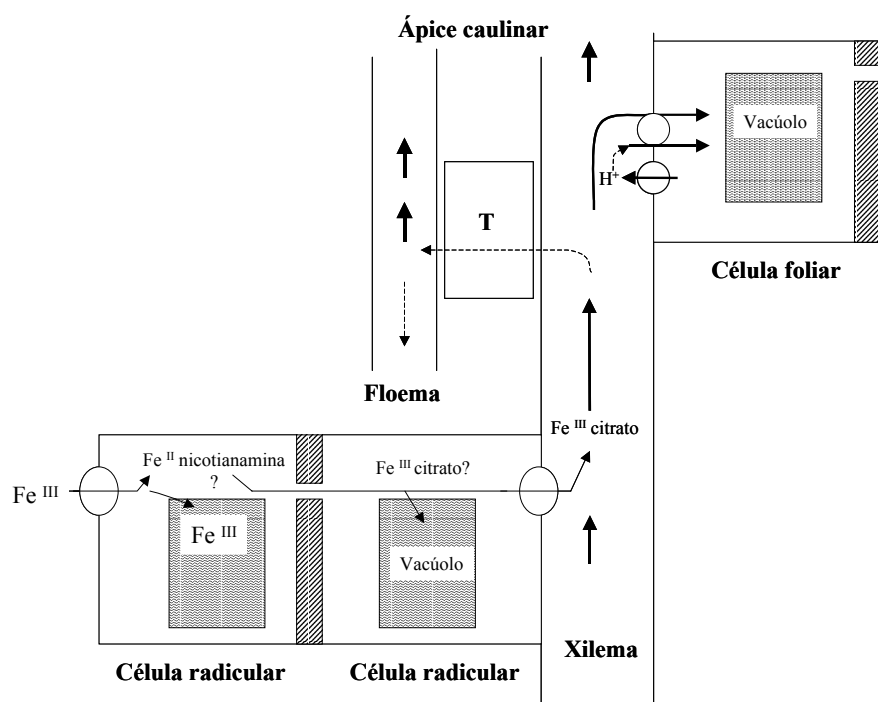 Ápice caulinar
Vacúolo
H⁺
T
Célula foliar
Floema
Fe ᴵᴵᴵ citrato
Fe ᴵᴵ nicotianamina
?
Fe ᴵᴵᴵ citrato?
Fe ᴵᴵᴵ
Fe ᴵᴵᴵ
Vacúolo
Xilema
Célula radicular
Célula radicular